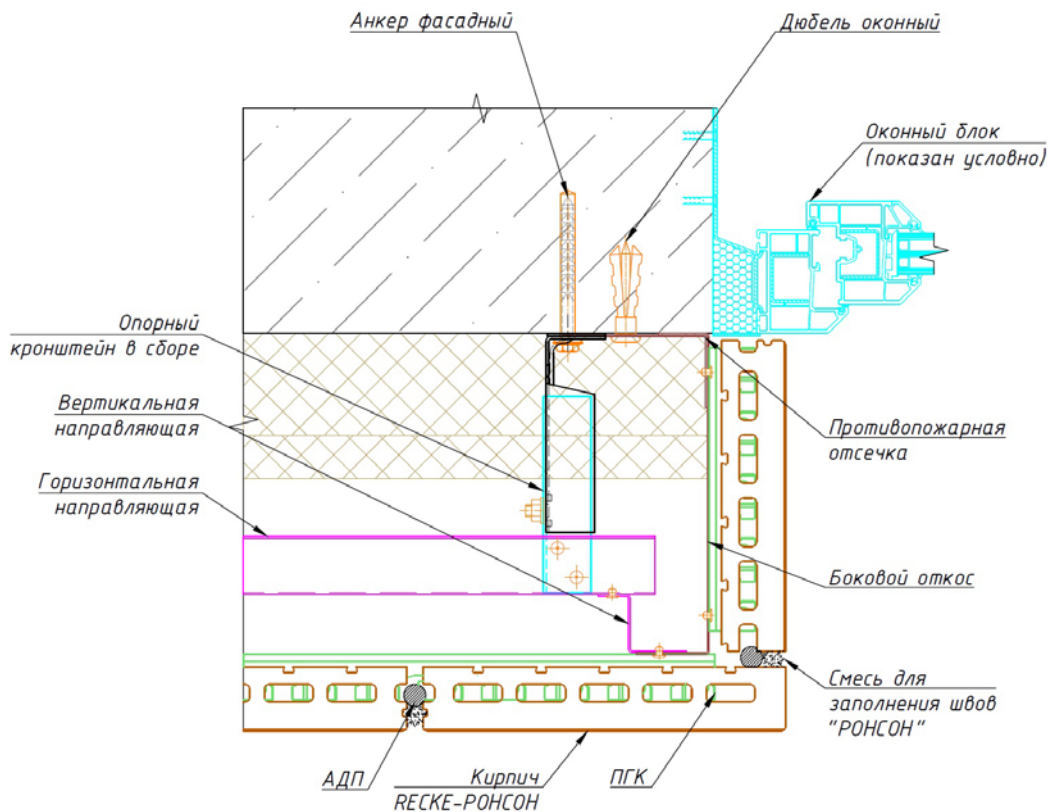 Анкер фасадный
Дюбель оконный
Оконный блок
(показан условно)
Опорный
кронштейн в сборе
Вертикальная
направляющая
Противопожарная
отсечка
Горизонтальная
направляющая
Боковой откос
Смесь для
заполнения швов
"РОНСОН"
АДП
Кирпич
RECKE-РОНСОН
ПГК